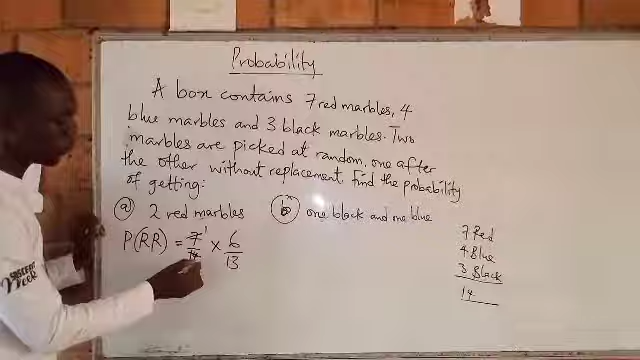 Probability
A box contains 7 red marbles, 4
blue marbles and 3 black marbles. Two
marbles are picked at random, one after
the other without replacement. Find the probability
of getting:
(a) 2 red marbles (b) one black and one blue
P(RR) = 7/14 1 × 6/13
7 Red
4 Blue
3 Black
14